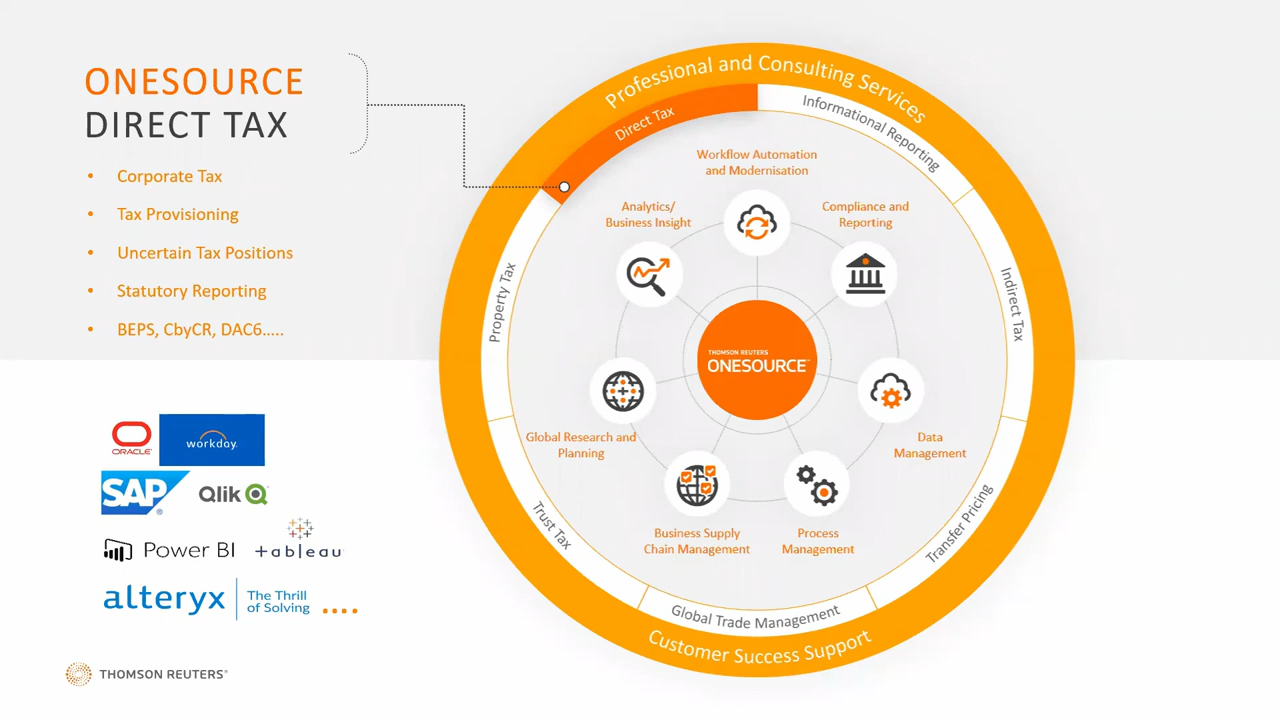 ONESOURCE
DIRECT TAX
• Corporate Tax
• Tax Provisioning
• Uncertain Tax Positions
• Statutory Reporting
• BEPS, CbyCR, DAC6.....
ORACLE
workday.
SAP
Qlik
Power BI
+ableau
alteryx
The Thrill
of Solving
THOMSON REUTERS
Professional and Consulting Services
Direct Tax
Informational Reporting
Indirect Tax
Transfer Pricing
Global Trade Management
Trust Tax
Property Tax
Customer Success Support
Workflow Automation
and Modernisation
Compliance and
Reporting
Data
Management
Process
Management
Business Supply
Chain Management
Global Research and
Planning
Analytics/
Business Insight
THOMSON REUTERS
ONESOURCE